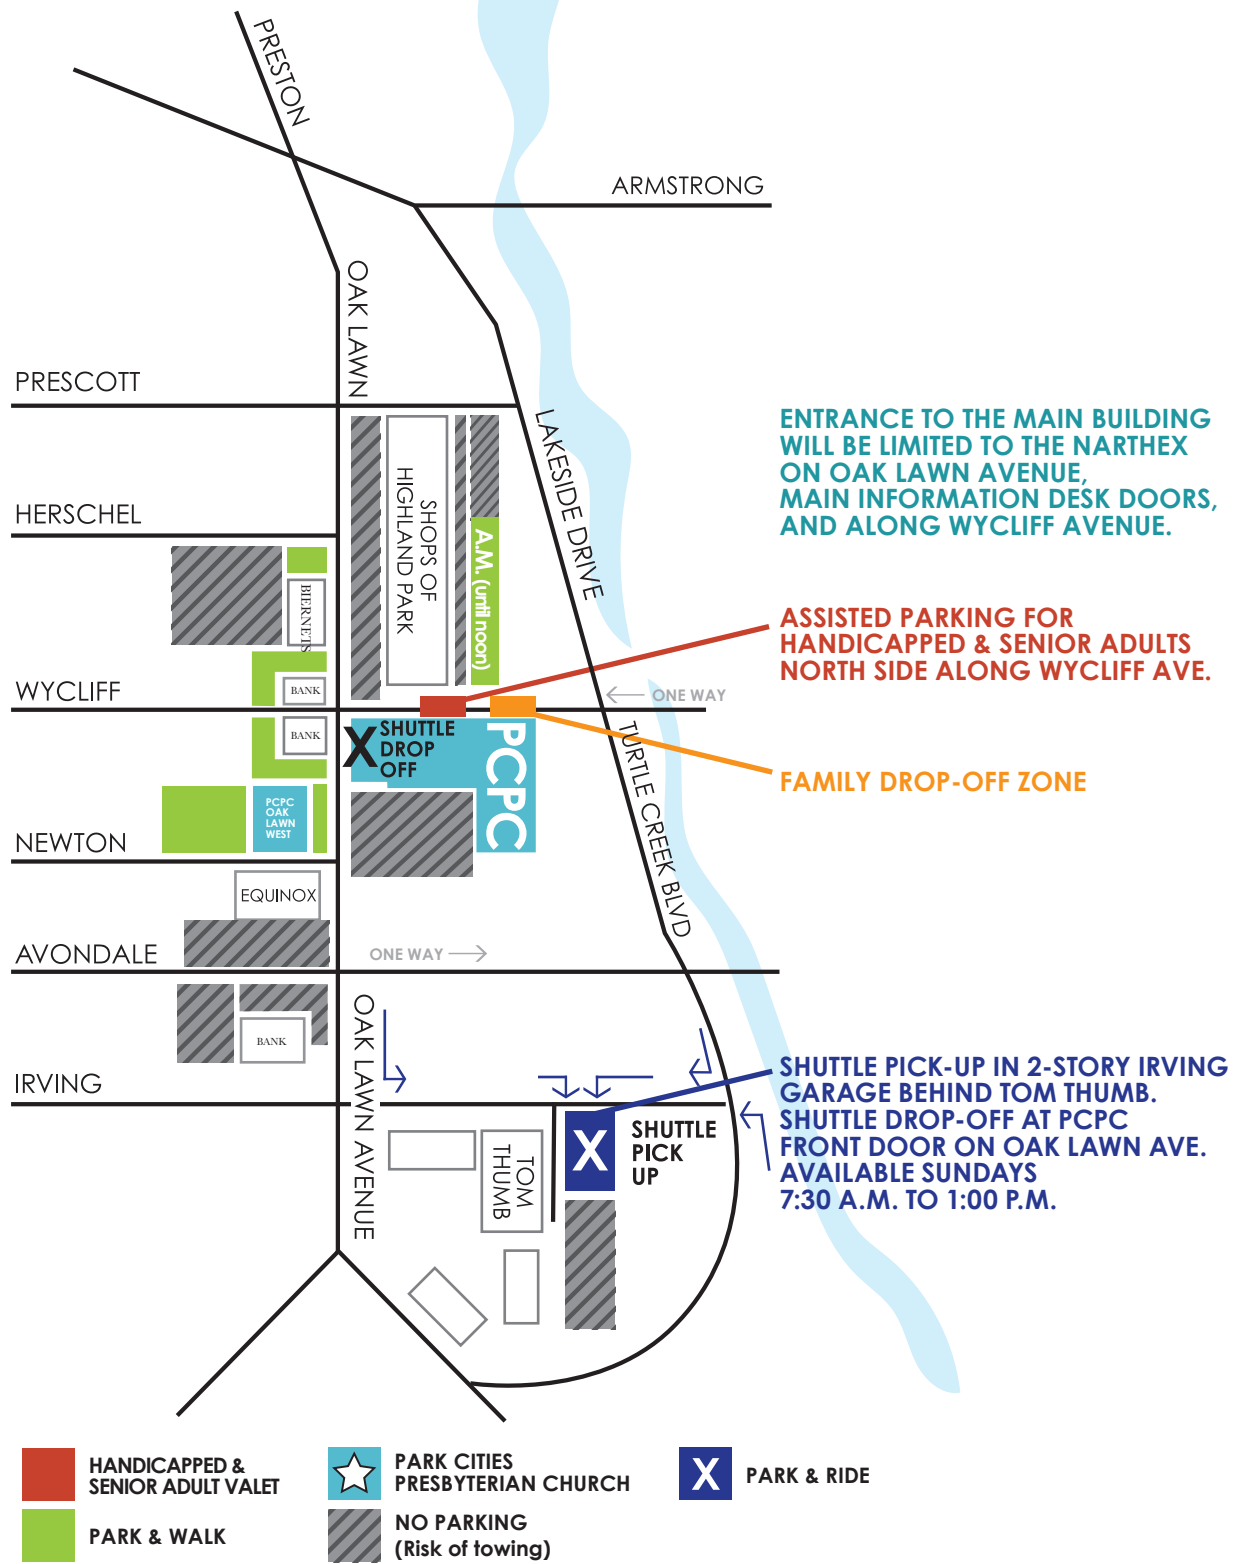 PRESTON
ARMSTRONG
OAK LAWN
PRESCOTT
LAKESIDE DRIVE
ENTRANCE TO THE MAIN BUILDING
WILL BE LIMITED TO THE NARTHEX
ON OAK LAWN AVENUE,
MAIN INFORMATION DESK DOORS,
AND ALONG WYCLIFF AVENUE.
HERSCHEL
SHOPS OF
HIGHLAND PARK
A.M. (until noon)
BIERNETS
ASSISTED PARKING FOR
HANDICAPPED & SENIOR ADULTS
NORTH SIDE ALONG WYCLIFF AVE.
WYCLIFF
BANK
ONE WAY
BANK
X
SHUTTLE
DROP
OFF
PCPC
TURTLE CREEK BLVD
FAMILY DROP-OFF ZONE
PCPC
OAK
LAWN
WEST
NEWTON
EQUINOX
AVONDALE
ONE WAY
OAK LAWN AVENUE
BANK
IRVING
SHUTTLE PICK-UP IN 2-STORY IRVING
GARAGE BEHIND TOM THUMB.
SHUTTLE DROP-OFF AT PCPC
FRONT DOOR ON OAK LAWN AVE.
AVAILABLE SUNDAYS
7:30 A.M. TO 1:00 P.M.
TOM
THUMB
X
SHUTTLE
PICK
UP
HANDICAPPED &
SENIOR ADULT VALET
PARK CITIES
PRESBYTERIAN CHURCH
X
PARK & RIDE
PARK & WALK
NO PARKING
(Risk of towing)